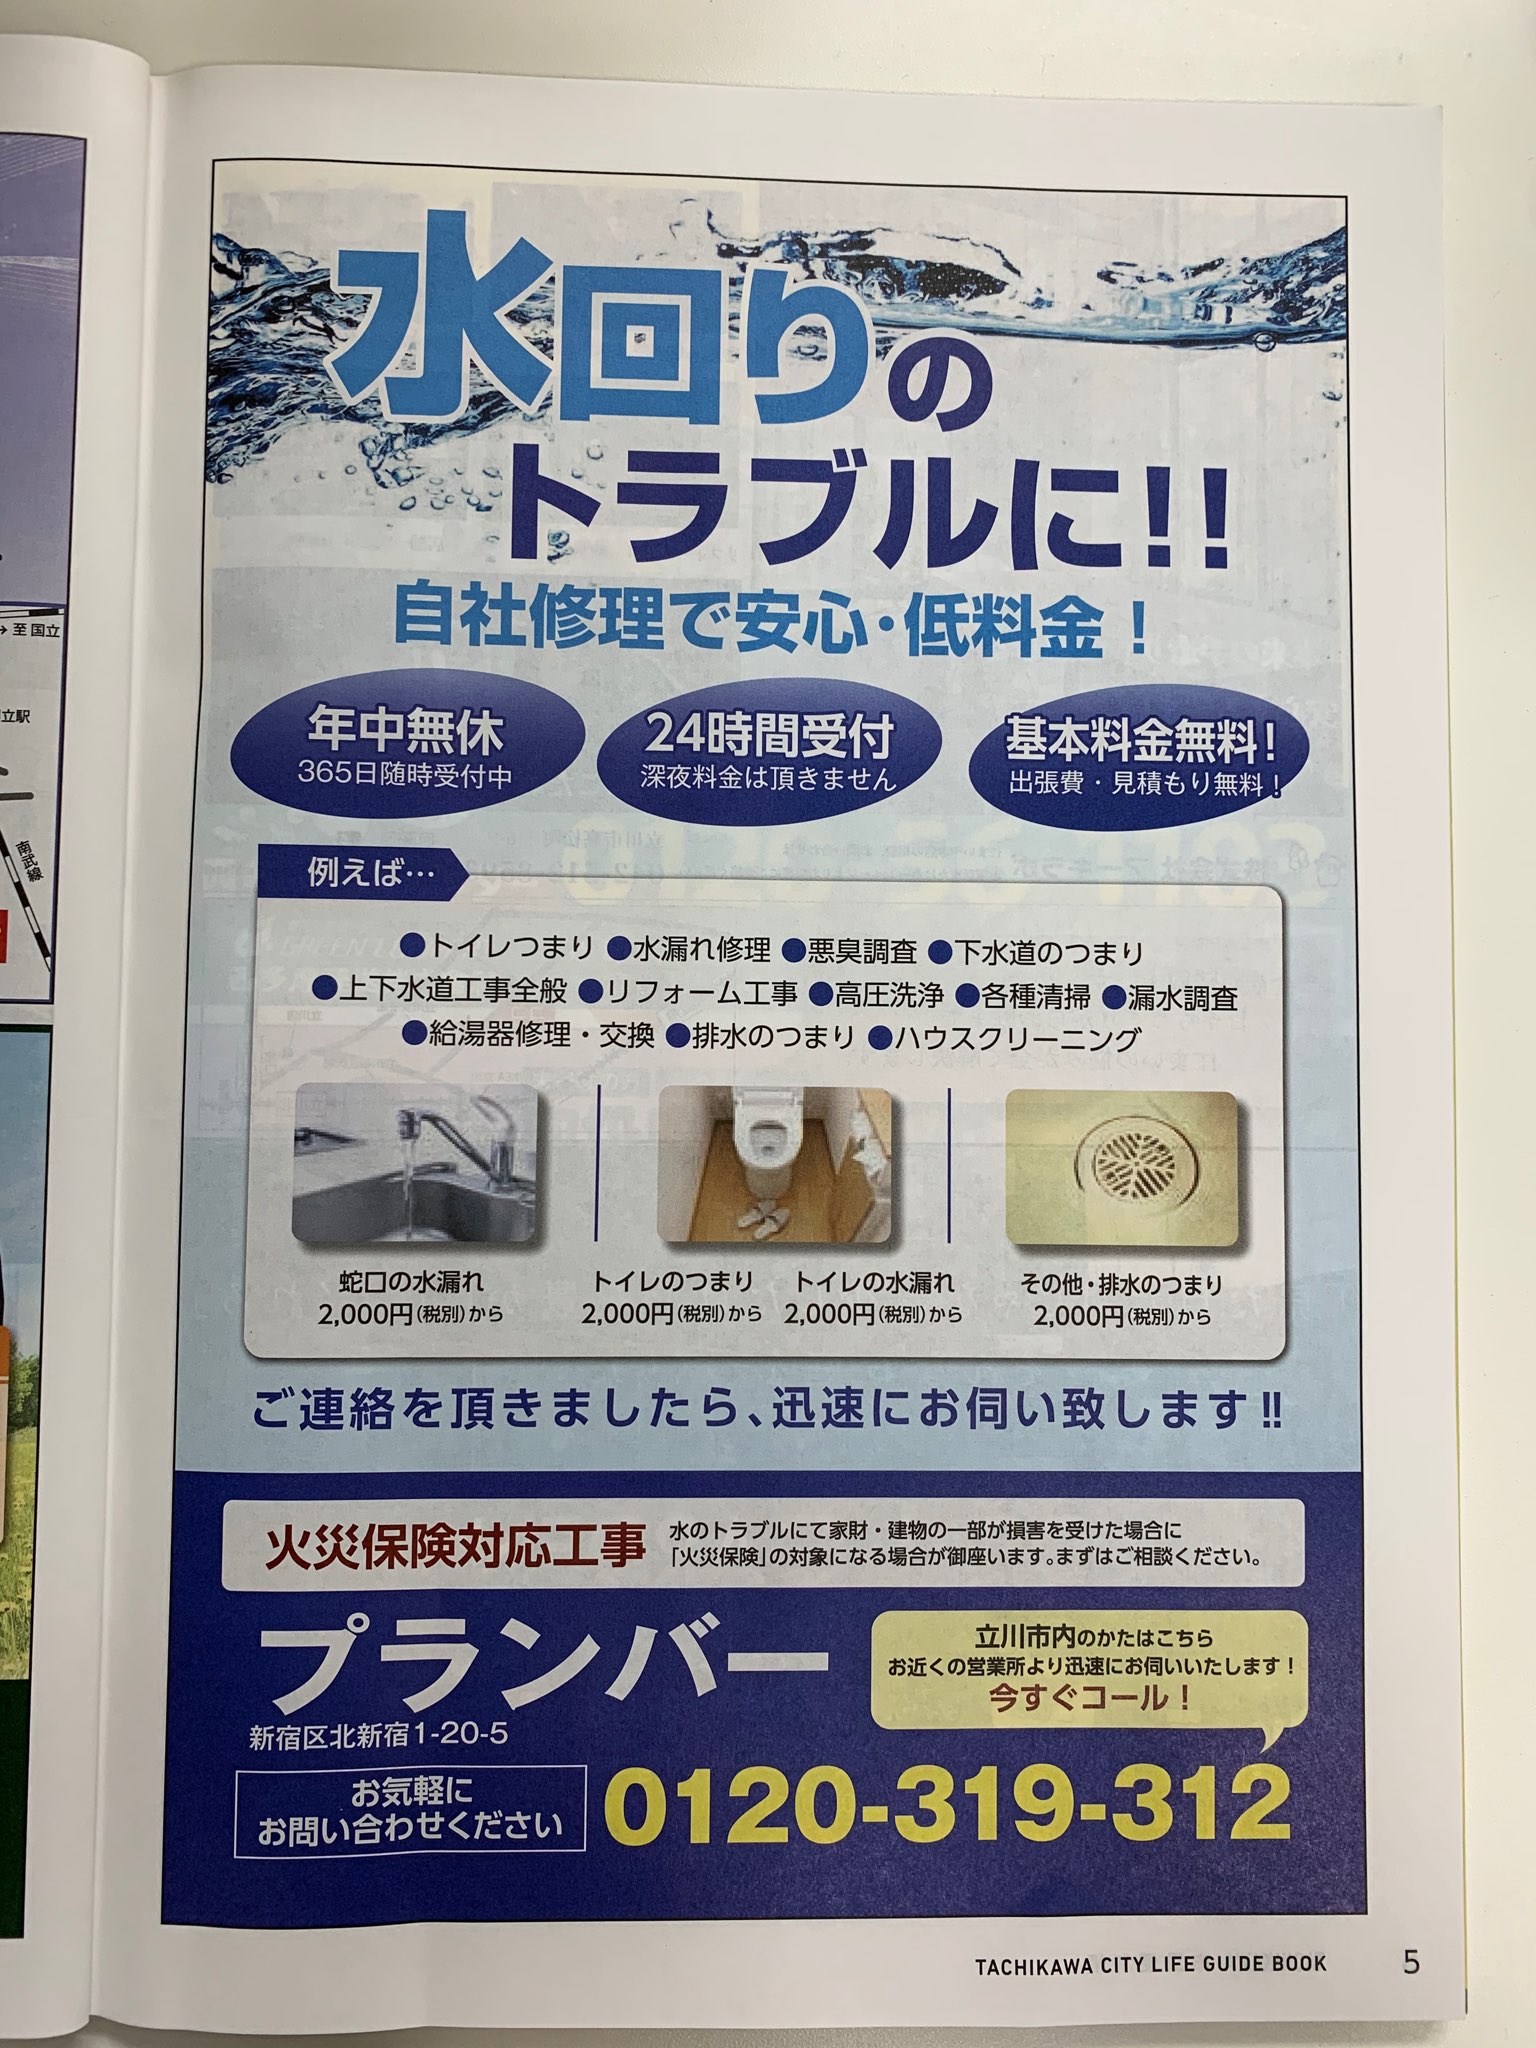 水回りの
トラブルに!!
自社修理で安心・低料金！
年中無休
365日随時受付中
24時間受付
深夜料金は頂きません
基本料金無料！
出張費・見積もり無料！
例えば…
●トイレつまり ●水漏れ修理 ●悪臭調査 ●下水道のつまり
●上下水道工事全般 ●リフォーム工事 ●高圧洗浄 ●各種清掃 ●漏水調査
●給湯器修理・交換 ●排水のつまり ●ハウスクリーニング
蛇口の水漏れ
2,000円(税別)から
トイレのつまり
2,000円(税別)から
トイレの水漏れ
2,000円(税別)から
その他・排水のつまり
2,000円(税別)から
ご連絡を頂きましたら、迅速にお伺い致します!!
火災保険対応工事
水のトラブルにて家財・建物の一部が損害を受けた場合に
「火災保険」の対象になる場合が御座います。まずはご相談ください。
プランバー
新宿区北新宿1-20-5
立川市内のかたはこちら
お近くの営業所より迅速にお伺いいたします！
今すぐコール！
お気軽に
お問い合わせください
0120-319-312
TACHIKAWA CITY LIFE GUIDE BOOK 5
→ 至 国立
立駅
南武線